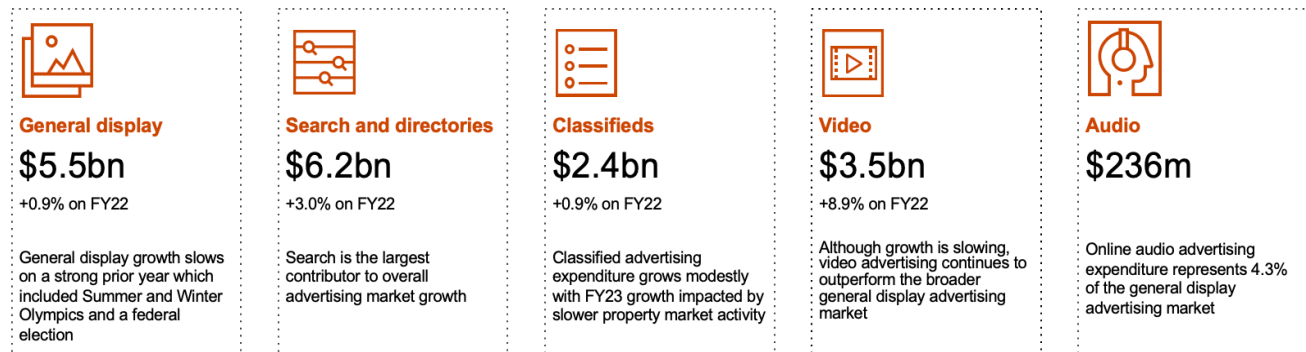 General display
$5.5bn
+0.9% on FY22
General display growth slows
on a strong prior year which
included Summer and Winter
Olympics and a federal
election
Search and directories
$6.2bn
+3.0% on FY22
Search is the largest
contributor to overall
advertising market growth
Classifieds
$2.4bn
+0.9% on FY22
Classified advertising
expenditure grows modestly
with FY23 growth impacted by
slower property market activity
Video
$3.5bn
+8.9% on FY22
Although growth is slowing,
video advertising continues to
outperform the broader
general display advertising
market
Audio
$236m
Online audio advertising
expenditure represents 4.3%
of the general display
advertising market